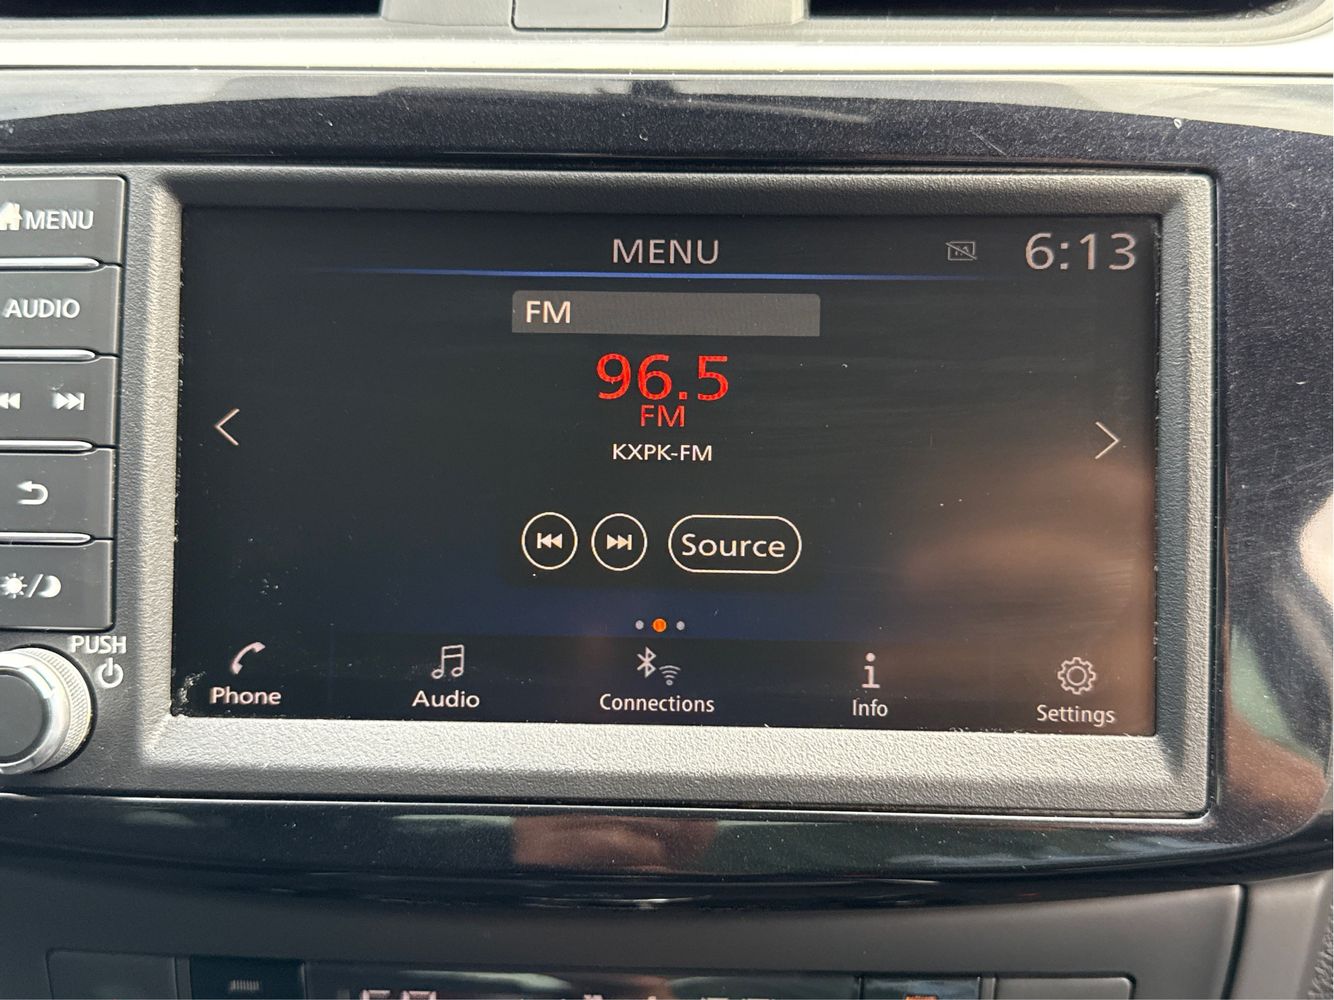 MENU
AUDIO
PUSH
MENU
6:13
FM
96.5
FM
KXPK-FM
Source
Phone
Audio
Connections
Info
Settings